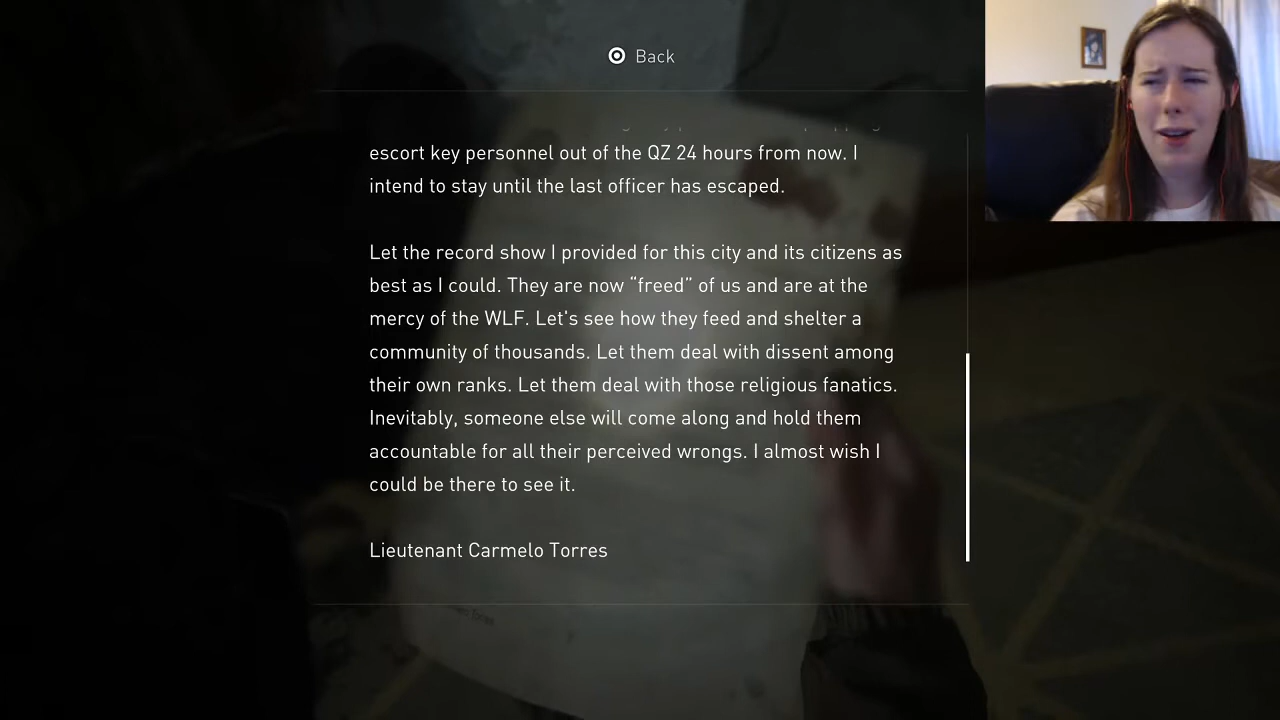 Back
escort key personnel out of the QZ 24 hours from now. I
intend to stay until the last officer has escaped.
Let the record show I provided for this city and its citizens as
best as I could. They are now “freed” of us and are at the
mercy of the WLF. Let's see how they feed and shelter a
community of thousands. Let them deal with dissent among
their own ranks. Let them deal with those religious fanatics.
Inevitably, someone else will come along and hold them
accountable for all their perceived wrongs. I almost wish I
could be there to see it.
Lieutenant Carmelo Torres